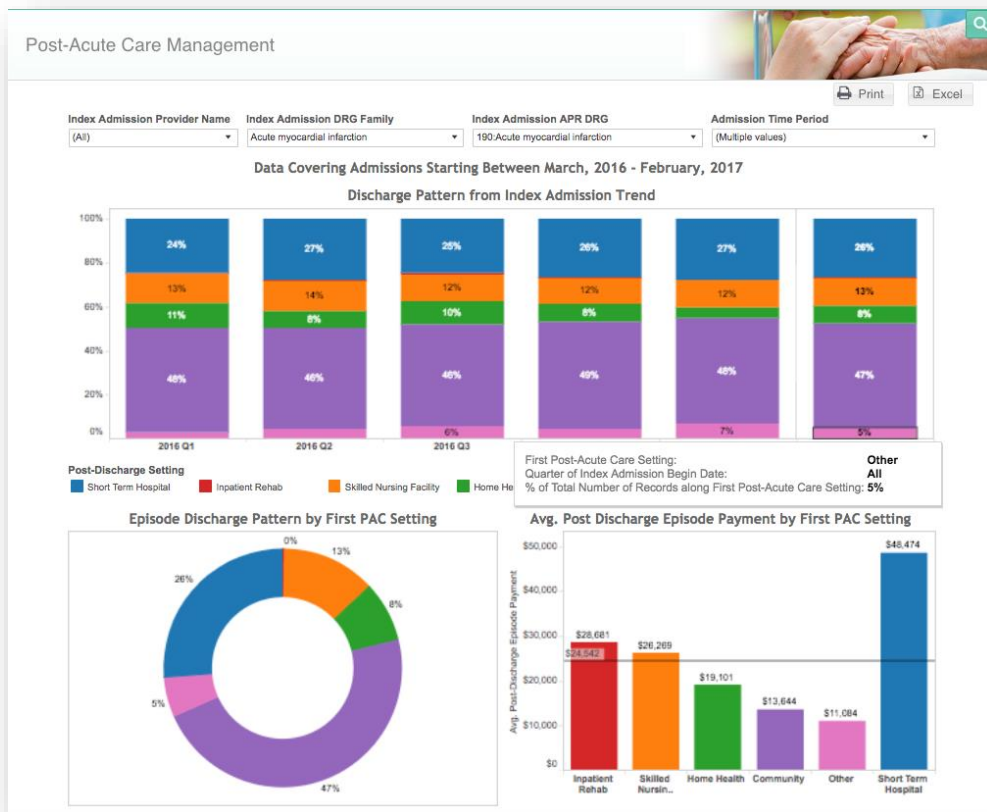 Post-Acute Care Management
Print Excel
Index Admission Provider Name Index Admission DRG Family Index Admission APR DRG Admission Time Period
(All) Acute myocardial infarction 190:Acute myocardial infarction (Multiple values)
Data Covering Admissions Starting Between March, 2016 - February, 2017
Discharge Pattern from Index Admission Trend
100%
24% 27% 25% 26% 27% 26%
80%
13% 14% 12% 12% 12% 13%
60%
11% 8% 10% 8% 8%
40%
48% 46% 46% 49% 48% 47%
20%
0%
6% 7% 5%
2016 Q1 2016 Q2 2016 Q3
First Post-Acute Care Setting: Other
Quarter of Index Admission Begin Date: All
% of Total Number of Records along First Post-Acute Care Setting: 5%
Post-Discharge Setting
Short Term Hospital Inpatient Rehab Skilled Nursing Facility Home He
Episode Discharge Pattern by First PAC Setting
0%
13%
26%
8%
5%
47%
Avg. Post Discharge Episode Payment by First PAC Setting
Avg. Post-Discharge Episode Payment
$50,000
$48,474
$40,000
$30,000
$28,681
$26,269
$24,542
$20,000
$19,101
$13,644
$10,000
$11,084
$0
Inpatient Rehab
Skilled Nursin...
Home Health
Community
Other
Short Term Hospital